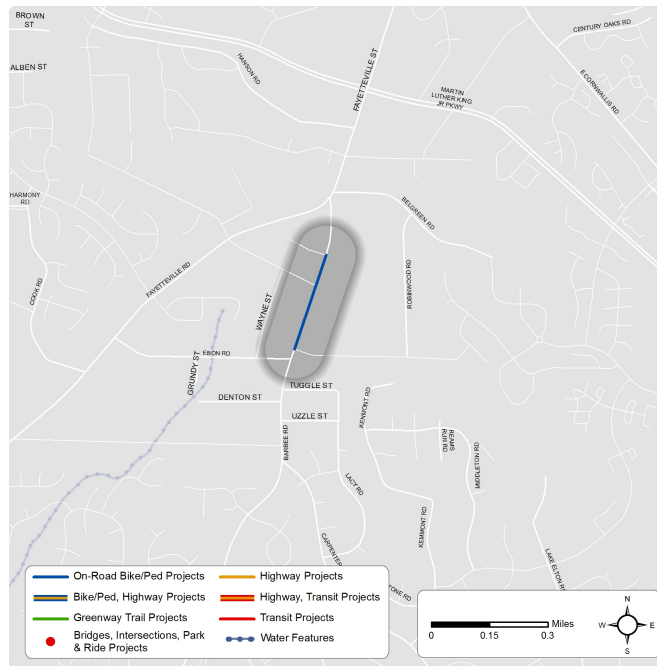 BROWN
ST
CENTURY OAKS RD
FAYETTEVILLE ST
HANSON RD
ALBEN ST
E CORNWALLIS RD
MARTIN
LUTHER KING
JR PKWY
HARMONY
RD
BELGREEN RD
FAYETTEVILLE RD
COOK RD
ROBINWOOD RD
WAYNE ST
EBON RD
GRUNDY ST
TUGGLE ST
DENTON ST
KENMONT RD
UZZLE ST
BARBEE RD
REAMS
RUN RD
MIDDLETON RD
LACY RD
KEMMONT RD
CARPENTER
LAKE ELTON RD
On-Road Bike/Ped Projects
Highway Projects
Bike/Ped, Highway Projects
Highway, Transit Projects
Greenway Trail Projects
Transit Projects
Bridges, Intersections, Park
& Ride Projects
Water Features
0 0.15 0.3
Miles
N
W E
S